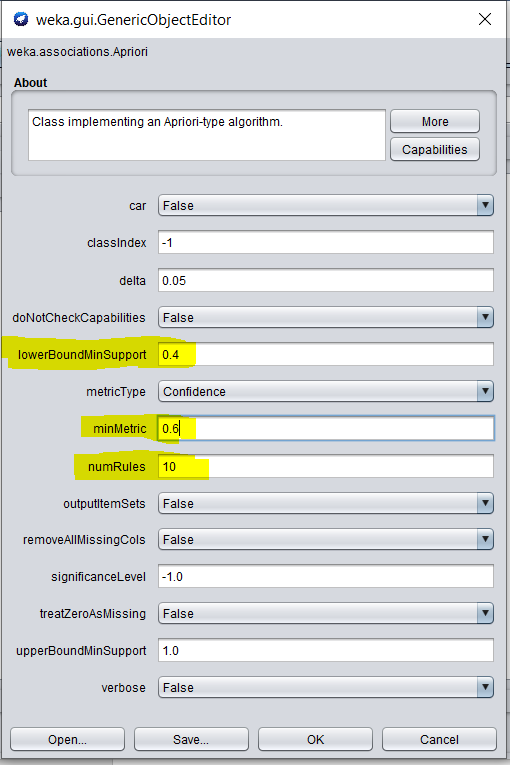 weka.gui.GenericObjectEditor
weka.associations.Apriori
About
Class implementing an Apriori-type algorithm.
More
Capabilities
car False
classIndex -1
delta 0.05
doNotCheckCapabilities False
lowerBoundMinSupport 0.4
metricType Confidence
minMetric 0.6
numRules 10
outputItemSets False
removeAllMissingCols False
significanceLevel -1.0
treatZeroAsMissing False
upperBoundMinSupport 1.0
verbose False
Open... Save... OK Cancel